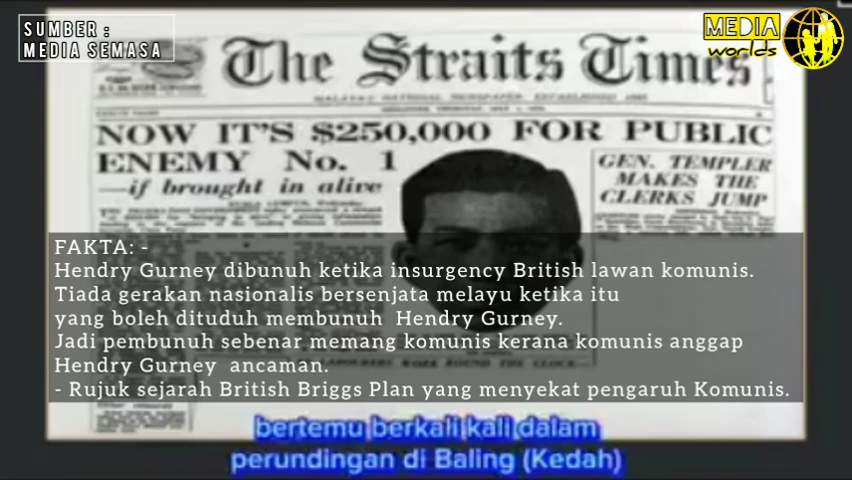 SUMBER :
MEDIA SEMASA
MEDIA
worlds
The Straits Times
NOW IT'S $250,000 FOR PUBLIC
ENEMY No. 1
—if brought in alive
GEN. TEMPLER
MAKES THE
CLERKS JUMP
FAKTA: -
Hendry Gurney dibunuh ketika insurgency British lawan komunis.
Tiada gerakan nasionalis bersenjata melayu ketika itu
yang boleh dituduh membunuh Hendry Gurney.
Jadi pembunuh sebenar memang komunis kerana komunis anggap
Hendry Gurney ancaman.
- Rujuk sejarah British Briggs Plan yang menyekat pengaruh Komunis.
bertemu berkali kali dalam
perundingan di Baling (Kedah)